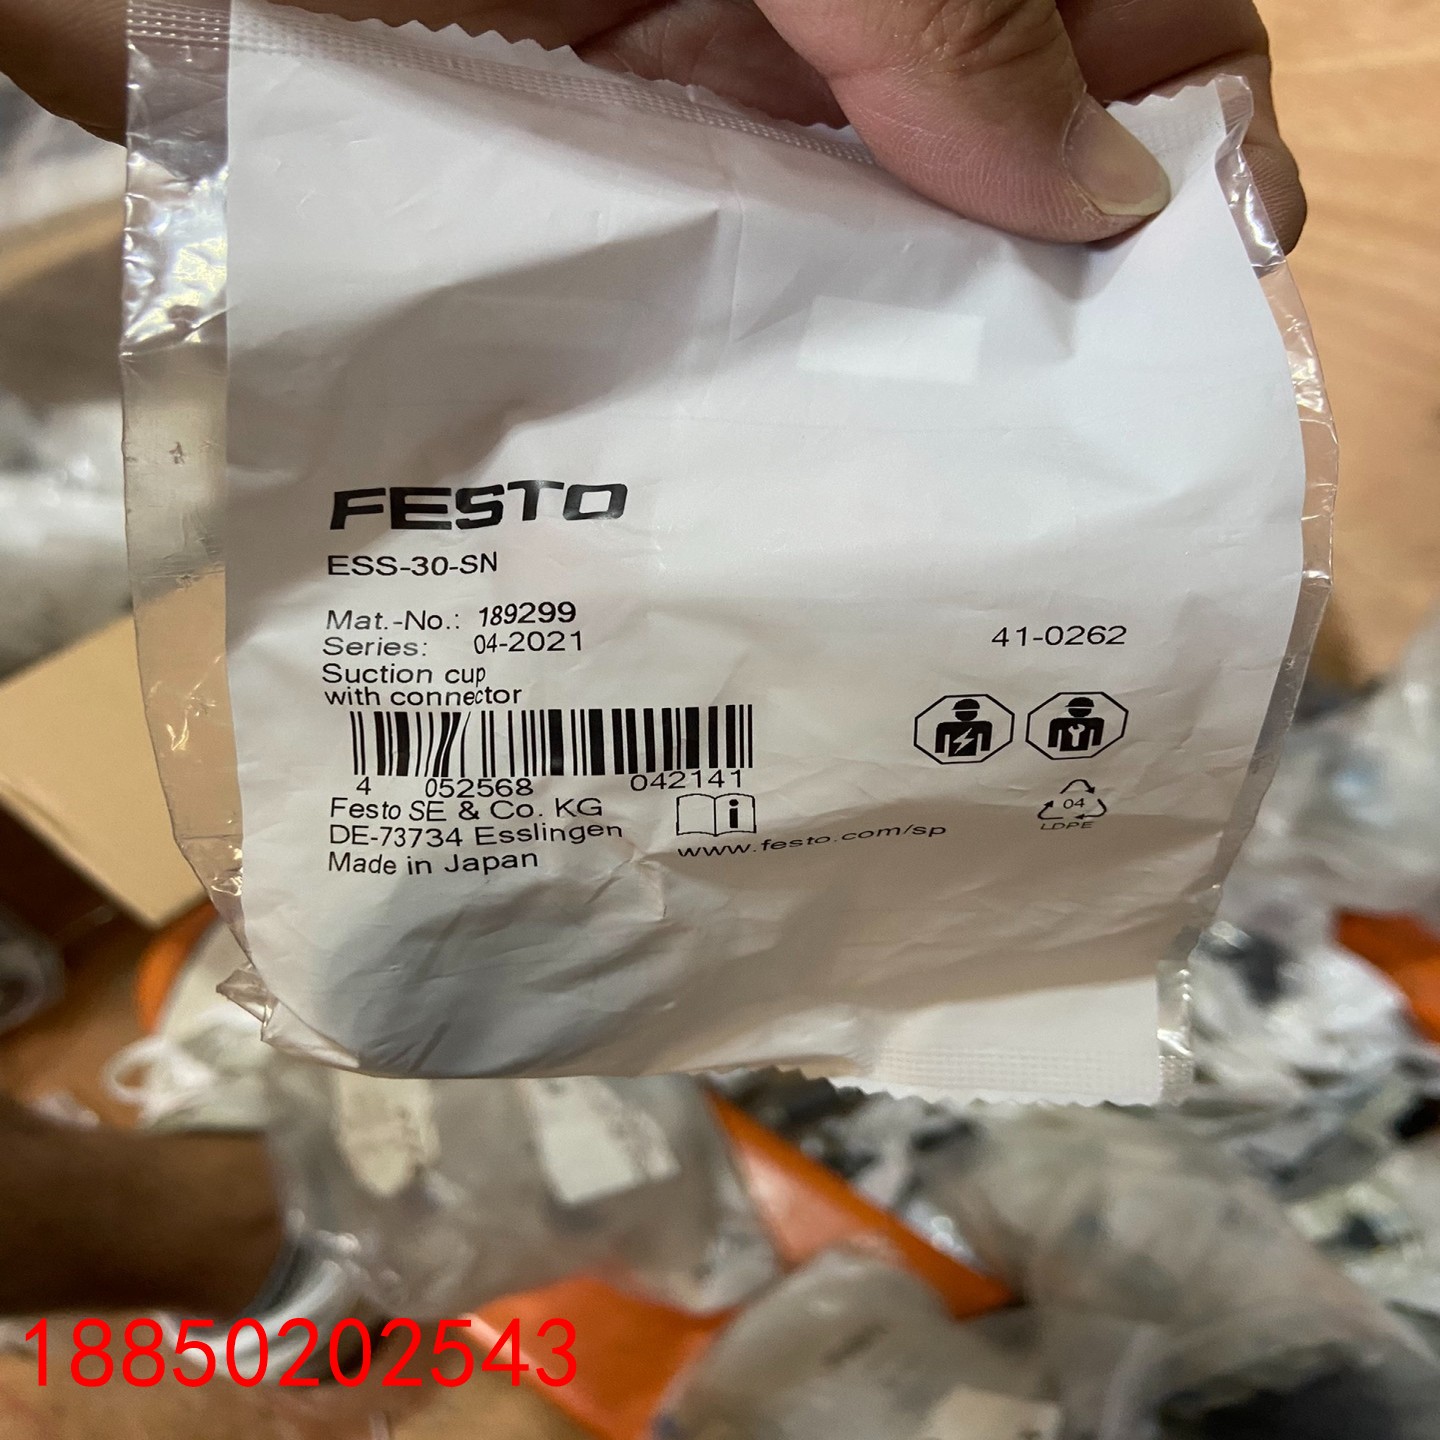 FESTO
ESS-30-SN
Mat.-No.: 189299
Series: 04-2021
41-0262
Suction cup
with connector
4 052568 042141
Festo SE & Co. KG
DE-73734 Esslingen
Made in Japan
i
www.festo.com/sp
04
LDPE
18850202543